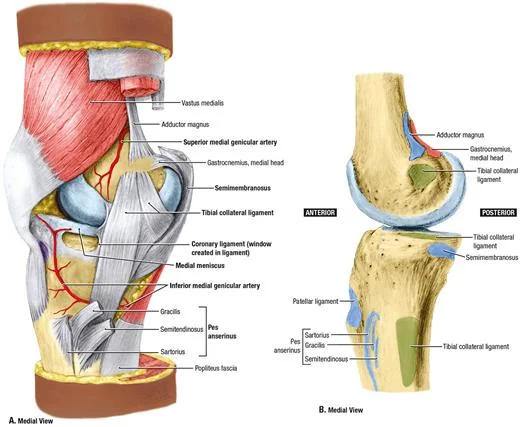 Vastus medialis
Adductor magnus
Superior medial genicular artery
Gastrocnemius, medial head
Semimembranosus
Tibial collateral ligament
Coronary ligament (window
created in ligament)
Medial meniscus
Inferior medial genicular artery
Gracilis
Semitendinosus
Pes
anserinus
Sartorius
Popliteus fascia
A. Medial View
Adductor magnus
Gastrocnemius,
medial head
Tibial collateral
ligament
ANTERIOR
POSTERIOR
Tibial collateral
ligament
Semimembranosus
Patellar ligament
Pes
anserinus
Sartorius
Gracilis
Semitendinosus
Tibial collateral ligament
B. Medial View